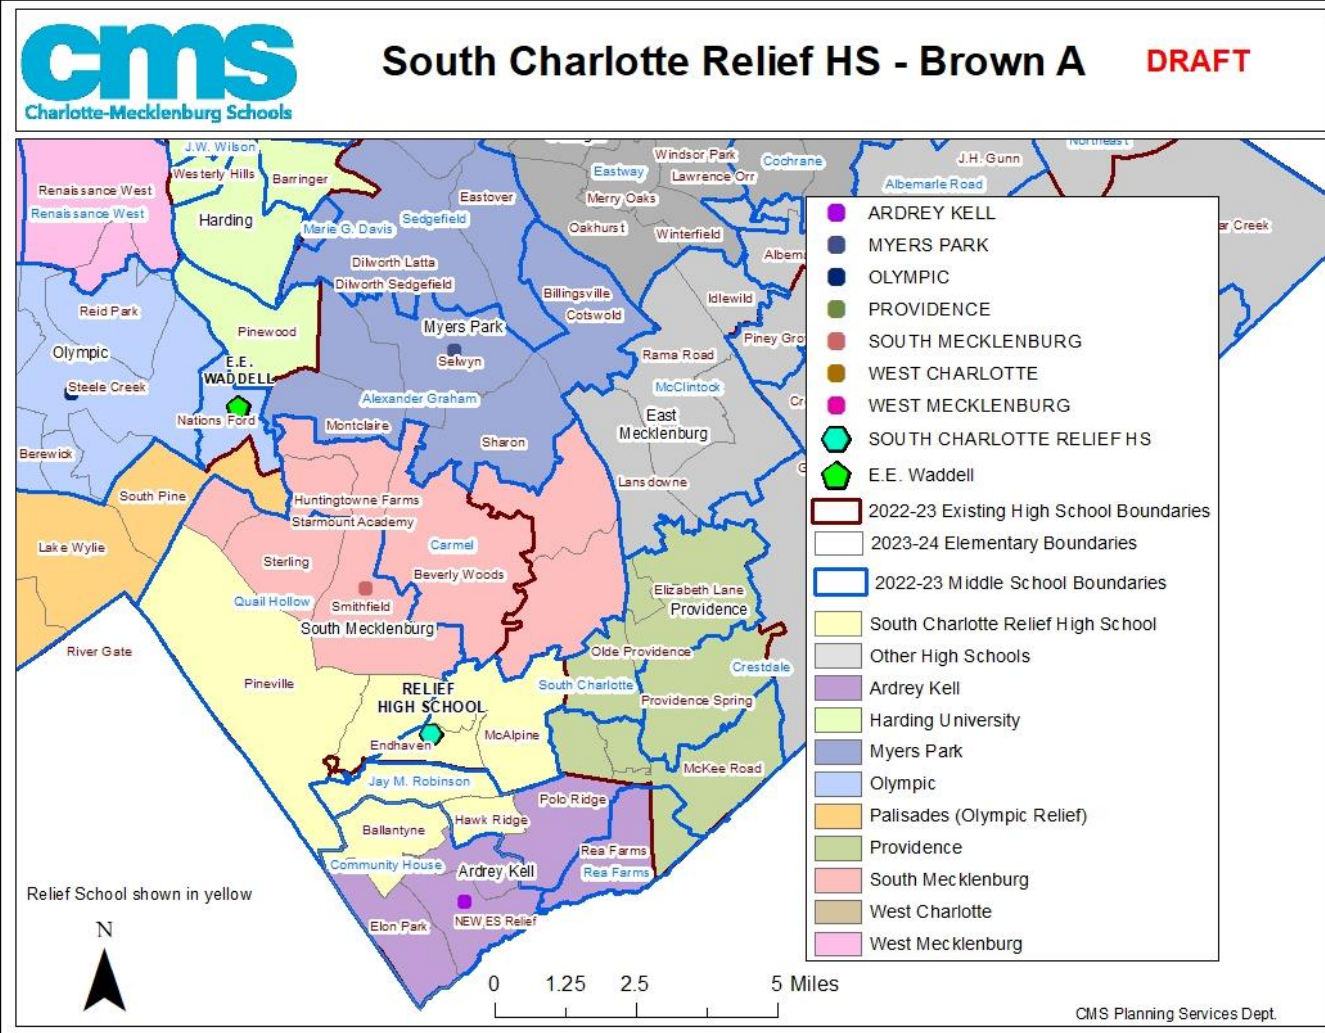 cms
Charlotte-Mecklenburg Schools
South Charlotte Relief HS - Brown A
DRAFT
J.W. Wilson
Westerly Hills
Barringer
Renaissance West
Renaissance West
Harding
Marie G. Davis
Sedgefield
Eastover
Eastway
Windsor Park
Lawrence Orr
Cochrane
Merry Oaks
Oakhurst
Winterfield
J.H. Gunn
Northeast
Albemarle Road
ar Creek
Albem
Dilworth Latta
Dilworth Sedgefield
Billingsville
Cotswold
Idlewild
Piney Gro
Reid Park
Pinewood
Myers Park
Selwyn
Olympic
Steele Creek
E.E.
WADDELL
Nations Ford
Rama Road
McClintock
East
Mecklenburg
Alexander Graham
Montclaire
Sharon
Berewick
South Pine
Lansdowne
Lake Wylie
Huntingtowne Farms
Starmount Academy
Sterling
Carmel
Beverly Woods
Quail Hollow
Smithfield
South Mecklenburg
Elizabeth Lane
Providence
River Gate
Olde Providence
Crestdale
Pineville
RELIEF
HIGH SCHOOL
South Charlotte
Providence Spring
Endhaven
McAlpine
McKee Road
Jay M. Robinson
Polo Ridge
Hawk Ridge
Ballantyne
Rea Farms
Rea Farms
Community House
Ardrey Kell
Elon Park
NEW ES Relief
ARDREY KELL
MYERS PARK
OLYMPIC
PROVIDENCE
SOUTH MECKLENBURG
WEST CHARLOTTE
WEST MECKLENBURG
SOUTH CHARLOTTE RELIEF HS
E.E. Waddell
2022-23 Existing High School Boundaries
2023-24 Elementary Boundaries
2022-23 Middle School Boundaries
South Charlotte Relief High School
Other High Schools
Ardrey Kell
Harding University
Myers Park
Olympic
Palisades (Olympic Relief)
Providence
South Mecklenburg
West Charlotte
West Mecklenburg
Relief School shown in yellow
N
0 1.25 2.5 5 Miles
CMS Planning Services Dept.